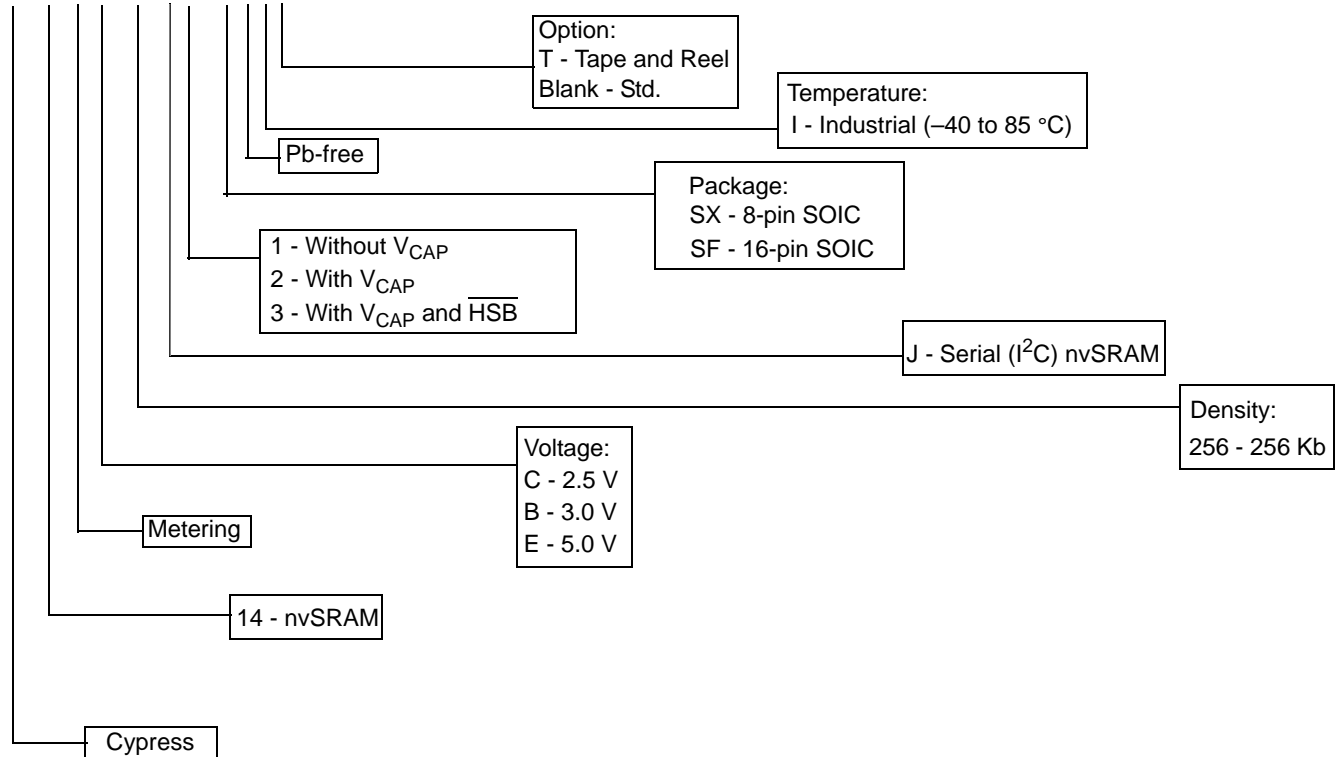 Option:
T - Tape and Reel
Blank - Std.
Temperature:
I - Industrial (–40 to 85 °C)
Pb-free
Package:
SX - 8-pin SOIC
SF - 16-pin SOIC
1 - Without VCAP
2 - With VCAP
3 - With VCAP and HSB
J - Serial (I2C) nvSRAM
Density:
256 - 256 Kb
Voltage:
C - 2.5 V
B - 3.0 V
E - 5.0 V
Metering
14 - nvSRAM
Cypress